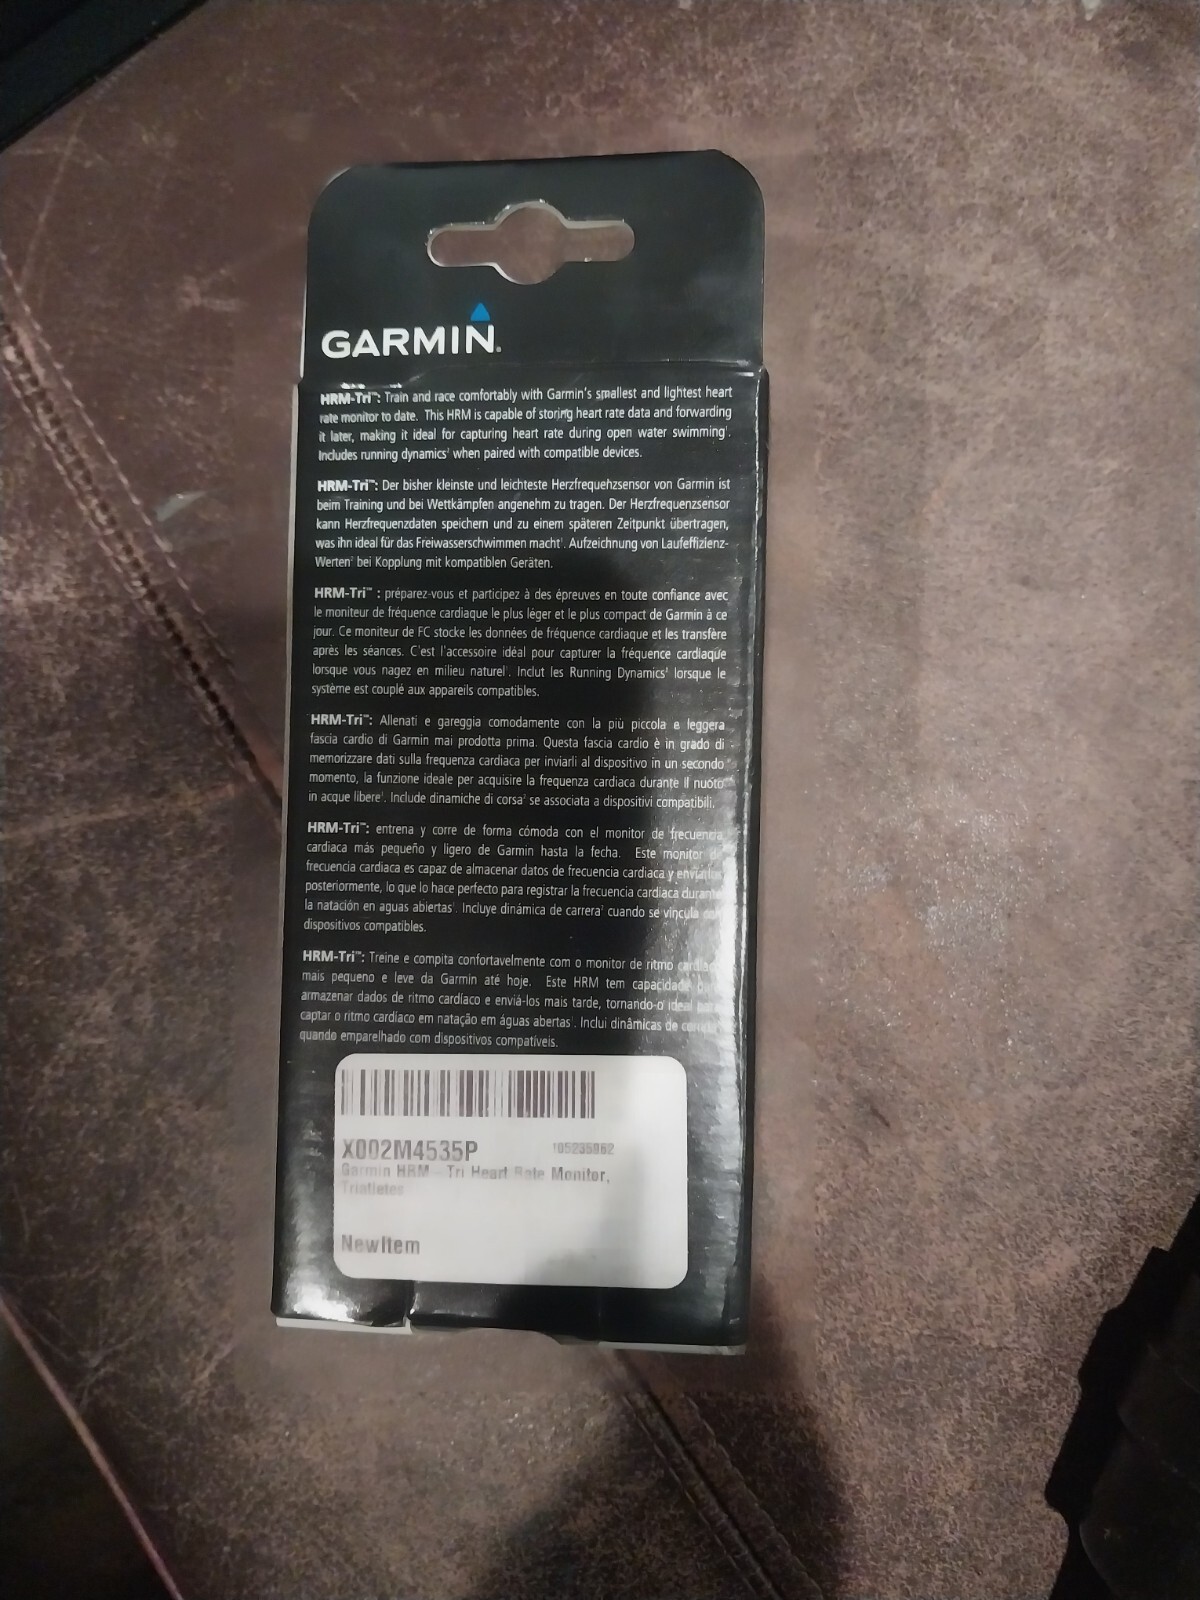 GARMIN
HRM-Tri™: Train and race comfortably with Garmin's smallest and lightest heart
rate monitor to date. This HRM is capable of storing heart rate data and forwarding
it later, making it ideal for capturing heart rate during open water swimming¹.
Includes running dynamics² when paired with compatible devices.
HRM-Tri™: Der bisher kleinste und leichteste Herzfrequehzsensor von Garmin ist
beim Training und bei Wettkämpfen angenehm zu tragen. Der Herzfrequenzsensor
kann Herzfrequenzdaten speichern und zu einem späteren Zeitpunkt übertragen,
was ihn ideal für das Freiwasserschwimmen macht¹. Aufzeichnung von Laufeffizienz-
Werten² bei Kopplung mit kompatiblen Geräten.
HRM-Tri™ : préparez-vous et participez à des épreuves en toute confiance avec
le moniteur de fréquence cardiaque le plus léger et le plus compact de Garmin à ce
jour. Ce moniteur de FC stocke les données de fréquence cardiaque et les transfère
après les séances. C'est l'accessoire idéal pour capturer la fréquence cardiaque
lorsque vous nagez en milieu naturel¹. Inclut les Running Dynamics² lorsque le
système est couplé aux appareils compatibles.
HRM-Tri™: Allenati e gareggia comodamente con la più piccola e leggera
fascia cardio di Garmin mai prodotta prima. Questa fascia cardio è in grado di
memorizzare dati sulla frequenza cardiaca per inviarli al dispositivo in un secondo
momento, la funzione ideale per acquisire la frequenza cardiaca durante il nuoto
in acque libere¹. Include dinamiche di corsa² se associata a dispositivi compatibili.
HRM-Tri™: entrena y corre de forma cómoda con el monitor de frecuencia
cardiaca más pequeño y ligero de Garmin hasta la fecha. Este monitor de
frecuencia cardiaca es capaz de almacenar datos de frecuencia cardiaca y enviarlos
posteriormente, lo que lo hace perfecto para registrar la frecuencia cardiaca durante
la natación en aguas abiertas¹. Incluye dinámica de carrera² cuando se vincula con
dispositivos compatibles.
HRM-Tri™: Treine e compita confortavelmente com o monitor de ritmo cardíaco
mais pequeno e leve da Garmin até hoje. Este HRM tem capacidade para
armazenar dados de ritmo cardíaco e enviá-los mais tarde, tornando-o ideal para
captar o ritmo cardíaco em natação em águas abertas¹. Inclui dinâmicas de corrida²
quando emparelhado com dispositivos compatíveis.
X002M4535P 105235862
Garmin HRM - Tri Heart Rate Monitor,
Triatletes
NewItem